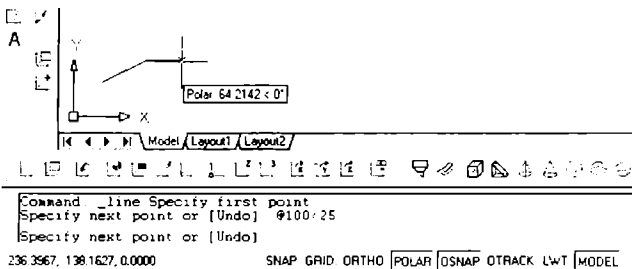 A
Y
Polar 64.2142 < 0°
X
Model Layout1 Layout2
Command: _line Specify first point
Specify next point or [Undo] @100<25
Specify next point or [Undo]
236.3967, 138.1627, 0.0000 SNAP GRID ORTHO POLAR OSNAP OTRACK LWT MODEL